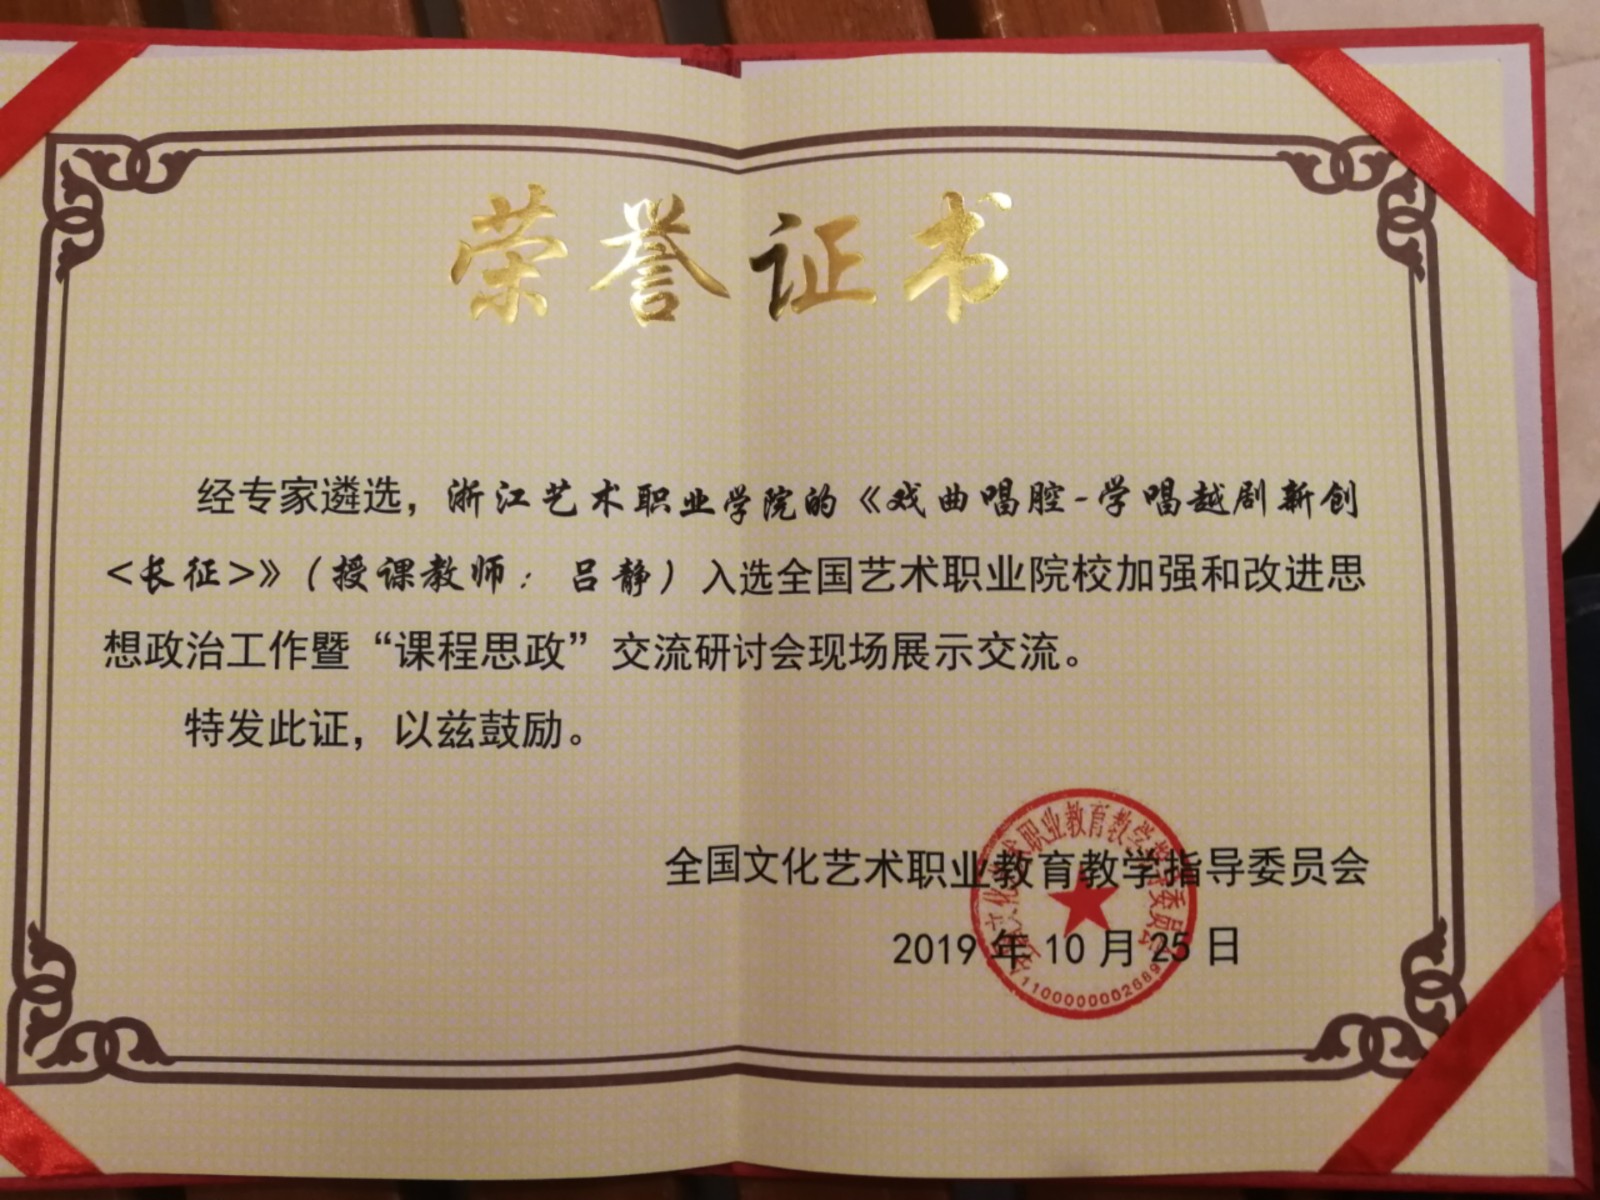 荣誉证书
经专家遴选，浙江艺术职业学院的《戏曲唱腔-学唱越剧新创
<长征>》（授课教师：吕静）入选全国艺术职业院校加强和改进思
想政治工作暨“课程思政”交流研讨会现场展示交流。
特发此证，以兹鼓励。
全国文化艺术职业教育教学指导委员会
2019年10月25日